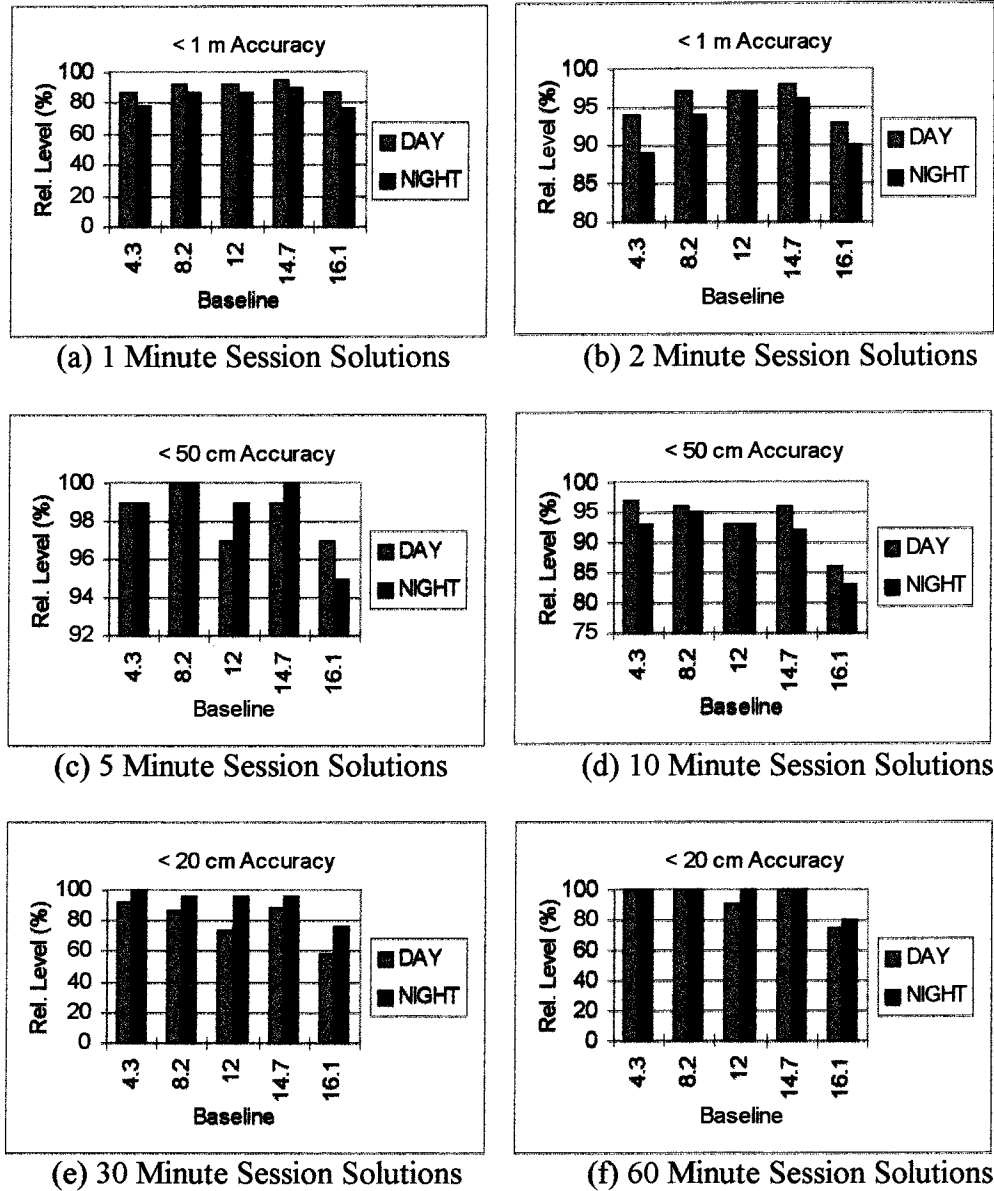 < 1 m Accuracy
Rel. Level (%)
100
80
60
40
20
0
4.3
8.2
12
14.7
16.1
Baseline
DAY
NIGHT
(a) 1 Minute Session Solutions
< 1 m Accuracy
Rel. Level (%)
100
95
90
85
80
4.3
8.2
12
14.7
16.1
Baseline
DAY
NIGHT
(b) 2 Minute Session Solutions
< 50 cm Accuracy
Rel. Level (%)
100
98
96
94
92
4.3
8.2
12
14.7
16.1
Baseline
DAY
NIGHT
(c) 5 Minute Session Solutions
< 50 cm Accuracy
Rel. Level (%)
100
95
90
85
80
75
4.3
8.2
12
14.7
16.1
Baseline
DAY
NIGHT
(d) 10 Minute Session Solutions
< 20 cm Accuracy
Rel. Level (%)
100
80
60
40
20
0
4.3
8.2
12
14.7
16.1
Baseline
DAY
NIGHT
(e) 30 Minute Session Solutions
< 20 cm Accuracy
Rel. Level (%)
100
80
60
40
20
0
4.3
8.2
12
14.7
16.1
Baseline
DAY
NIGHT
(f) 60 Minute Session Solutions